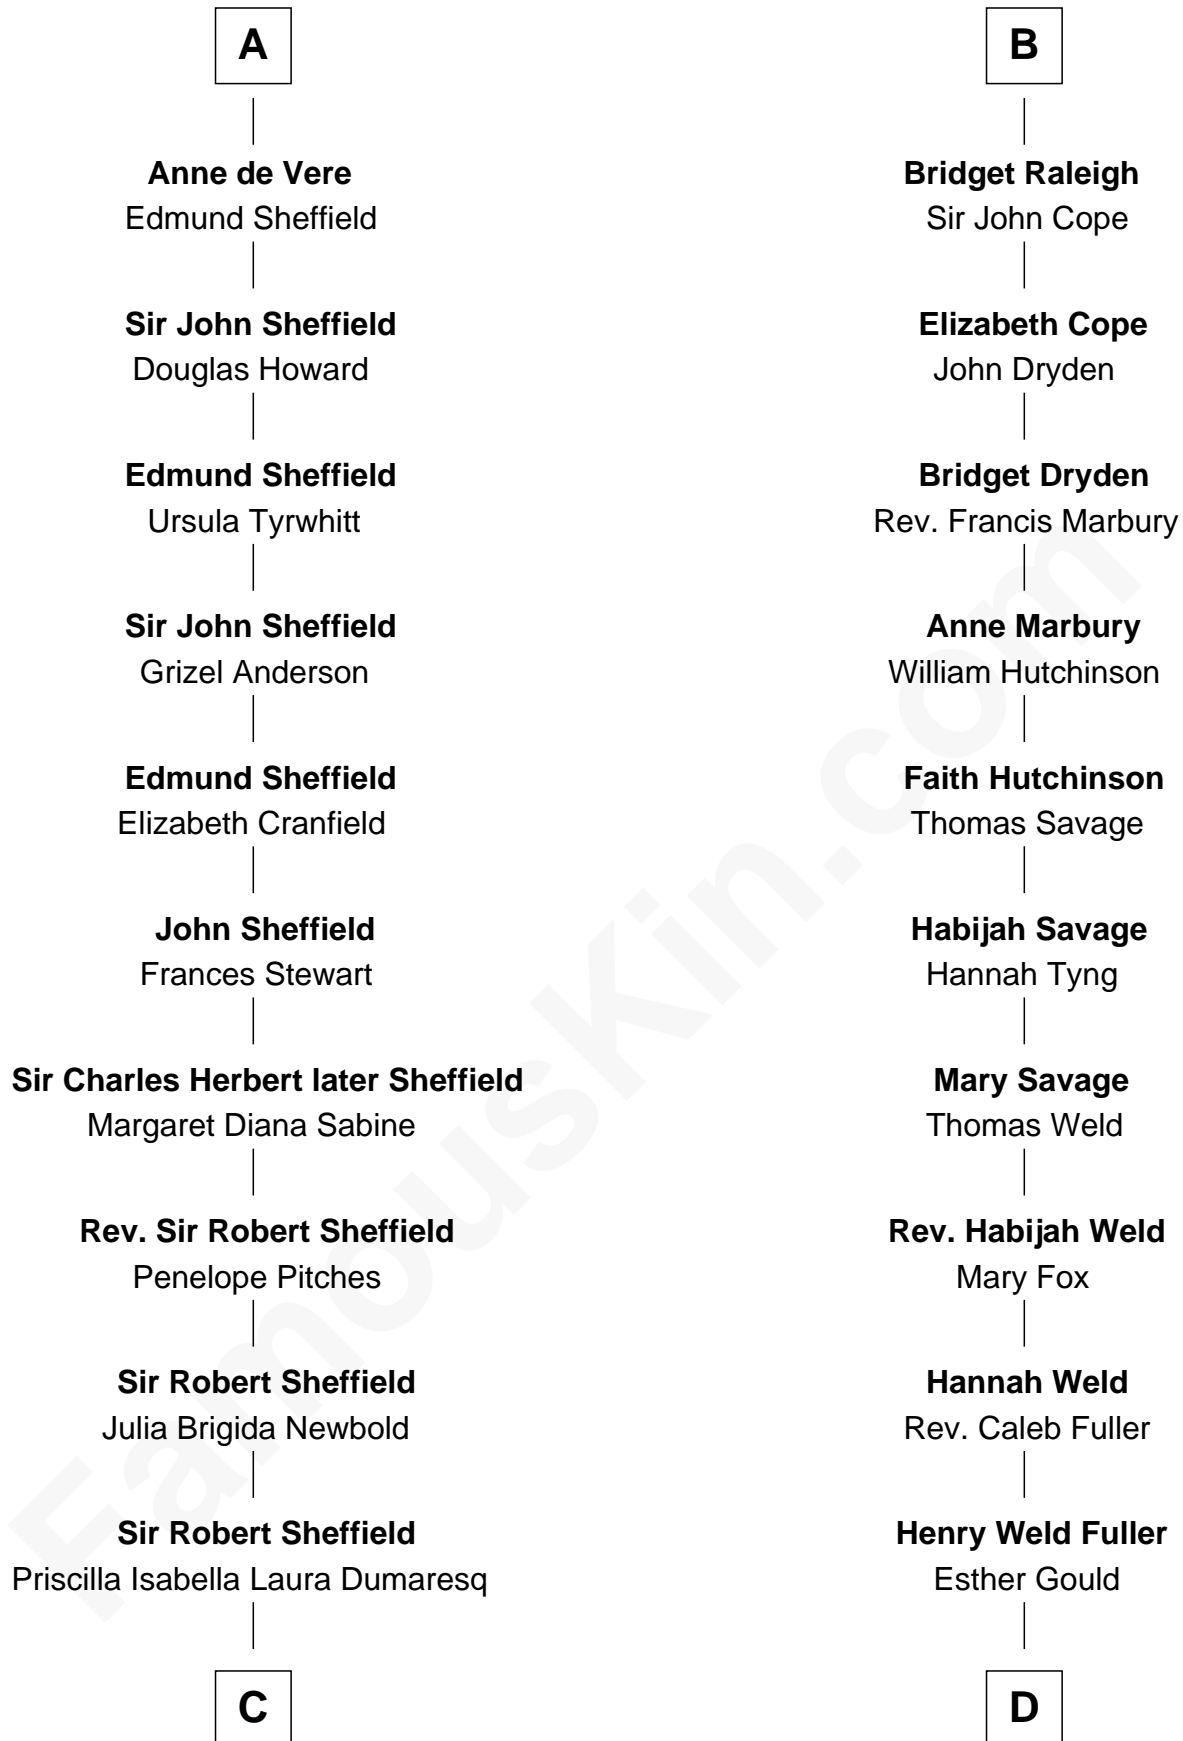 A
Anne de Vere
Edmund Sheffield
Sir John Sheffield
Douglas Howard
Edmund Sheffield
Ursula Tyrwhitt
Sir John Sheffield
Grizel Anderson
Edmund Sheffield
Elizabeth Cranfield
John Sheffield
Frances Stewart
Sir Charles Herbert later Sheffield
Margaret Diana Sabine
Rev. Sir Robert Sheffield
Penelope Pitches
Sir Robert Sheffield
Julia Brigida Newbold
Sir Robert Sheffield
Priscilla Isabella Laura Dumaresq
C
B
Bridget Raleigh
Sir John Cope
Elizabeth Cope
John Dryden
Bridget Dryden
Rev. Francis Marbury
Anne Marbury
William Hutchinson
Faith Hutchinson
Thomas Savage
Habijah Savage
Hannah Tyng
Mary Savage
Thomas Weld
Rev. Habijah Weld
Mary Fox
Hannah Weld
Rev. Caleb Fuller
Henry Weld Fuller
Esther Gould
D
FamousKin.com